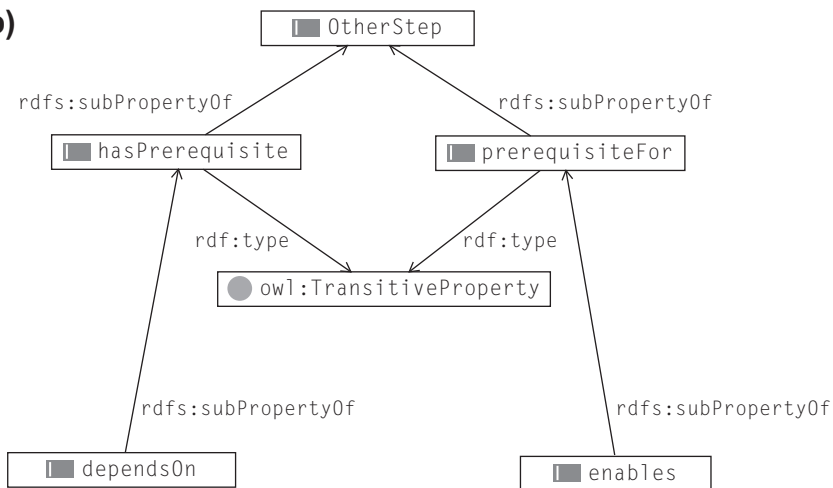 b)
OtherStep
rdfs:subPropertyOf rdfs:subPropertyOf
hasPrerequisite prerequisiteFor
rdf:type rdf:type
owl:TransitiveProperty
rdfs:subPropertyOf rdfs:subPropertyOf
dependsOn enables